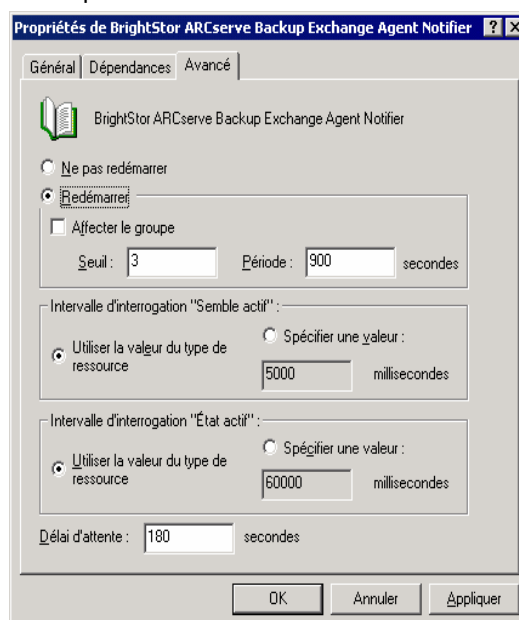 Propriétés de BrightStor ARCserve Backup Exchange Agent Notifier
Général
Dépendances
Avancé
BrightStor ARCserve Backup Exchange Agent Notifier
Ne pas redémarrer
Redémarrer
Affecter le groupe
Seuil : 3 Période : 900 secondes
Intervalle d'interrogation "Semble actif" :
Utiliser la valeur du type de ressource
Spécifier une valeur :
5000 millisecondes
Intervalle d'interrogation "État actif" :
Utiliser la valeur du type de ressource
Spécifier une valeur :
60000 millisecondes
Délai d'attente : 180 secondes
OK Annuler Appliquer